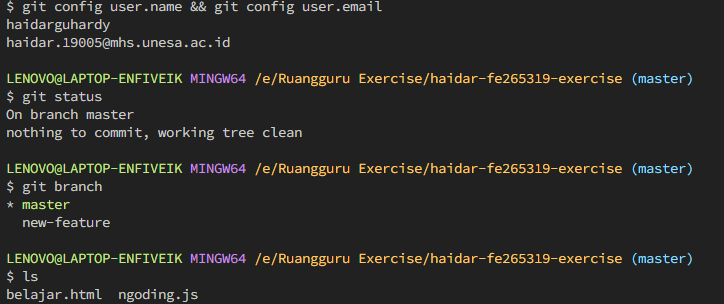 $ git config user.name && git config user.email
haidarguhardy
haidar.19005@mhs.unesa.ac.id
LENOVO@LAPTOP-ENFIVEIK MINGW64 /e/Ruangguru Exercise/haidar-fe265319-exercise (master)
$ git status
On branch master
nothing to commit, working tree clean
LENOVO@LAPTOP-ENFIVEIK MINGW64 /e/Ruangguru Exercise/haidar-fe265319-exercise (master)
$ git branch
* master
new-feature
LENOVO@LAPTOP-ENFIVEIK MINGW64 /e/Ruangguru Exercise/haidar-fe265319-exercise (master)
$ ls
belajar.html  ngoding.js